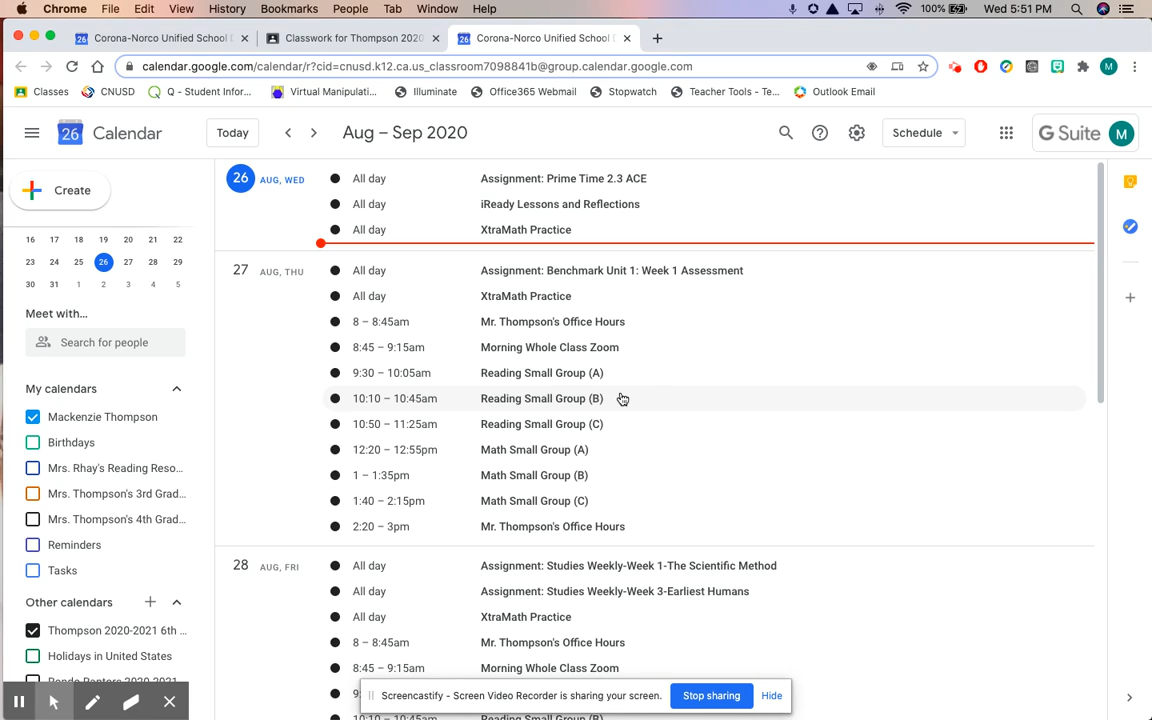 Chrome File Edit View History Bookmarks People Tab Window Help 100% Wed 5:51 PM
26 Corona-Norco Unified School D Classwork for Thompson 2020 26 Corona-Norco Unified School
calendar.google.com/calendar/r?cid=cnusd.k12.ca.us_classroom7098841b@group.calendar.google.com M
Classes CNUSD Q - Student Infor... Virtual Manipulati... Illuminate Office365 Webmail Stopwatch Teacher Tools - Te... Outlook Email
26 Calendar Today Aug – Sep 2020 Schedule G Suite M
Create
16 17 18 19 20 21 22
23 24 25 26 27 28 29
30 31 1 2 3 4 5
Meet with...
Search for people
My calendars
Mackenzie Thompson
Birthdays
Mrs. Rhay's Reading Reso...
Mrs. Thompson's 3rd Grad...
Mrs. Thompson's 4th Grad...
Reminders
Tasks
Other calendars
Thompson 2020-2021 6th ...
Holidays in United States
26 AUG, WED All day Assignment: Prime Time 2.3 ACE
All day iReady Lessons and Reflections
All day XtraMath Practice
27 AUG, THU All day Assignment: Benchmark Unit 1: Week 1 Assessment
All day XtraMath Practice
8 – 8:45am Mr. Thompson's Office Hours
8:45 – 9:15am Morning Whole Class Zoom
9:30 – 10:05am Reading Small Group (A)
10:10 – 10:45am Reading Small Group (B)
10:50 – 11:25am Reading Small Group (C)
12:20 – 12:55pm Math Small Group (A)
1 – 1:35pm Math Small Group (B)
1:40 – 2:15pm Math Small Group (C)
2:20 – 3pm Mr. Thompson's Office Hours
28 AUG, FRI All day Assignment: Studies Weekly-Week 1-The Scientific Method
All day Assignment: Studies Weekly-Week 3-Earliest Humans
All day XtraMath Practice
8 – 8:45am Mr. Thompson's Office Hours
8:45 – 9:15am Morning Whole Class Zoom
Screencastify - Screen Video Recorder is sharing your screen. Stop sharing Hide
10:10 – 10:45am Reading Small Group (B)